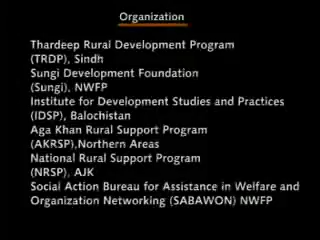 Organization
Thardeep Rural Development Program
(TRDP), Sindh
Sungi Development Foundation
(Sungi), NWFP
Institute for Development Studies and Practices
(IDSP), Balochistan
Aga Khan Rural Support Program
(AKRSP),Northern Areas
National Rural Support Program
(NRSP), AJK
Social Action Bureau for Assistance in Welfare and
Organization Networking (SABAWON) NWFP